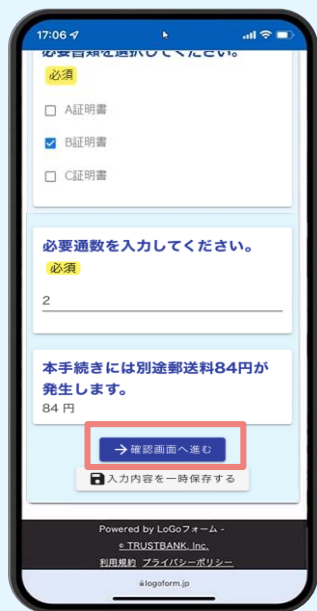 17:06
必要書類を選択してください。
必須
A証明書
B証明書
C証明書
必要通数を入力してください。
必須
2
本手続きには別途郵送料84円が
発生します。
84 円
→確認画面へ進む
入力内容を一時保存する
Powered by LoGoフォーム -
© TRUSTBANK, Inc.
利用規約 プライバシーポリシー
logoform.jp